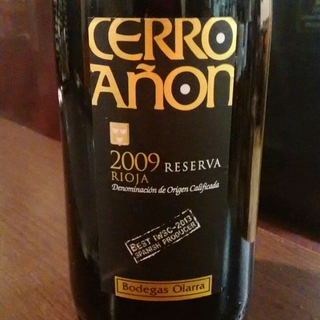 CERRO
AÑON
2009 RESERVA
RIOJA
Denominación de Origen Calificada
BEST IWSC-2013
SPANISH PRODUCER
Bodegas Olarra